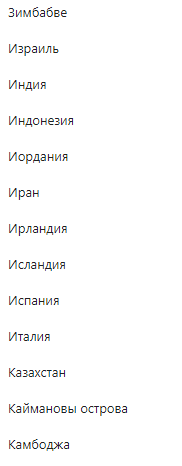 Зимбабве
Израиль
Индия
Индонезия
Иордания
Иран
Ирландия
Исландия
Испания
Италия
Казахстан
Каймановы острова
Камбоджа